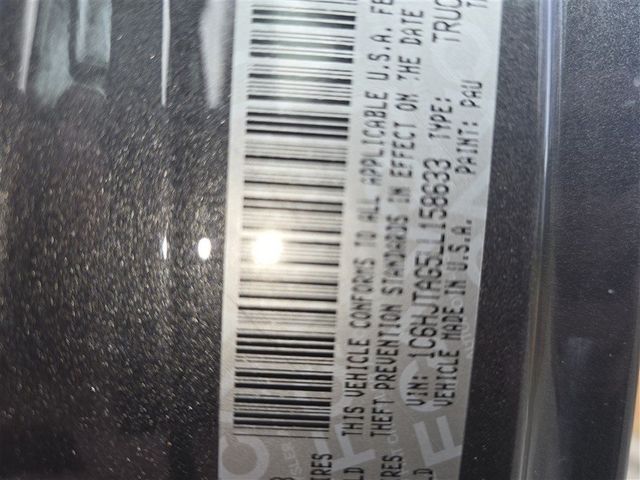 THIS VEHICLE CONFORMS TO ALL APPLICABLE U.S.A. FE
THEFT PREVENTION STANDARDS IN EFFECT ON THE DATE
VIN: 1C6HJTAG5LL158633 TYPE: TRUC
VEHICLE MADE IN U.S.A. PAINT: PAU